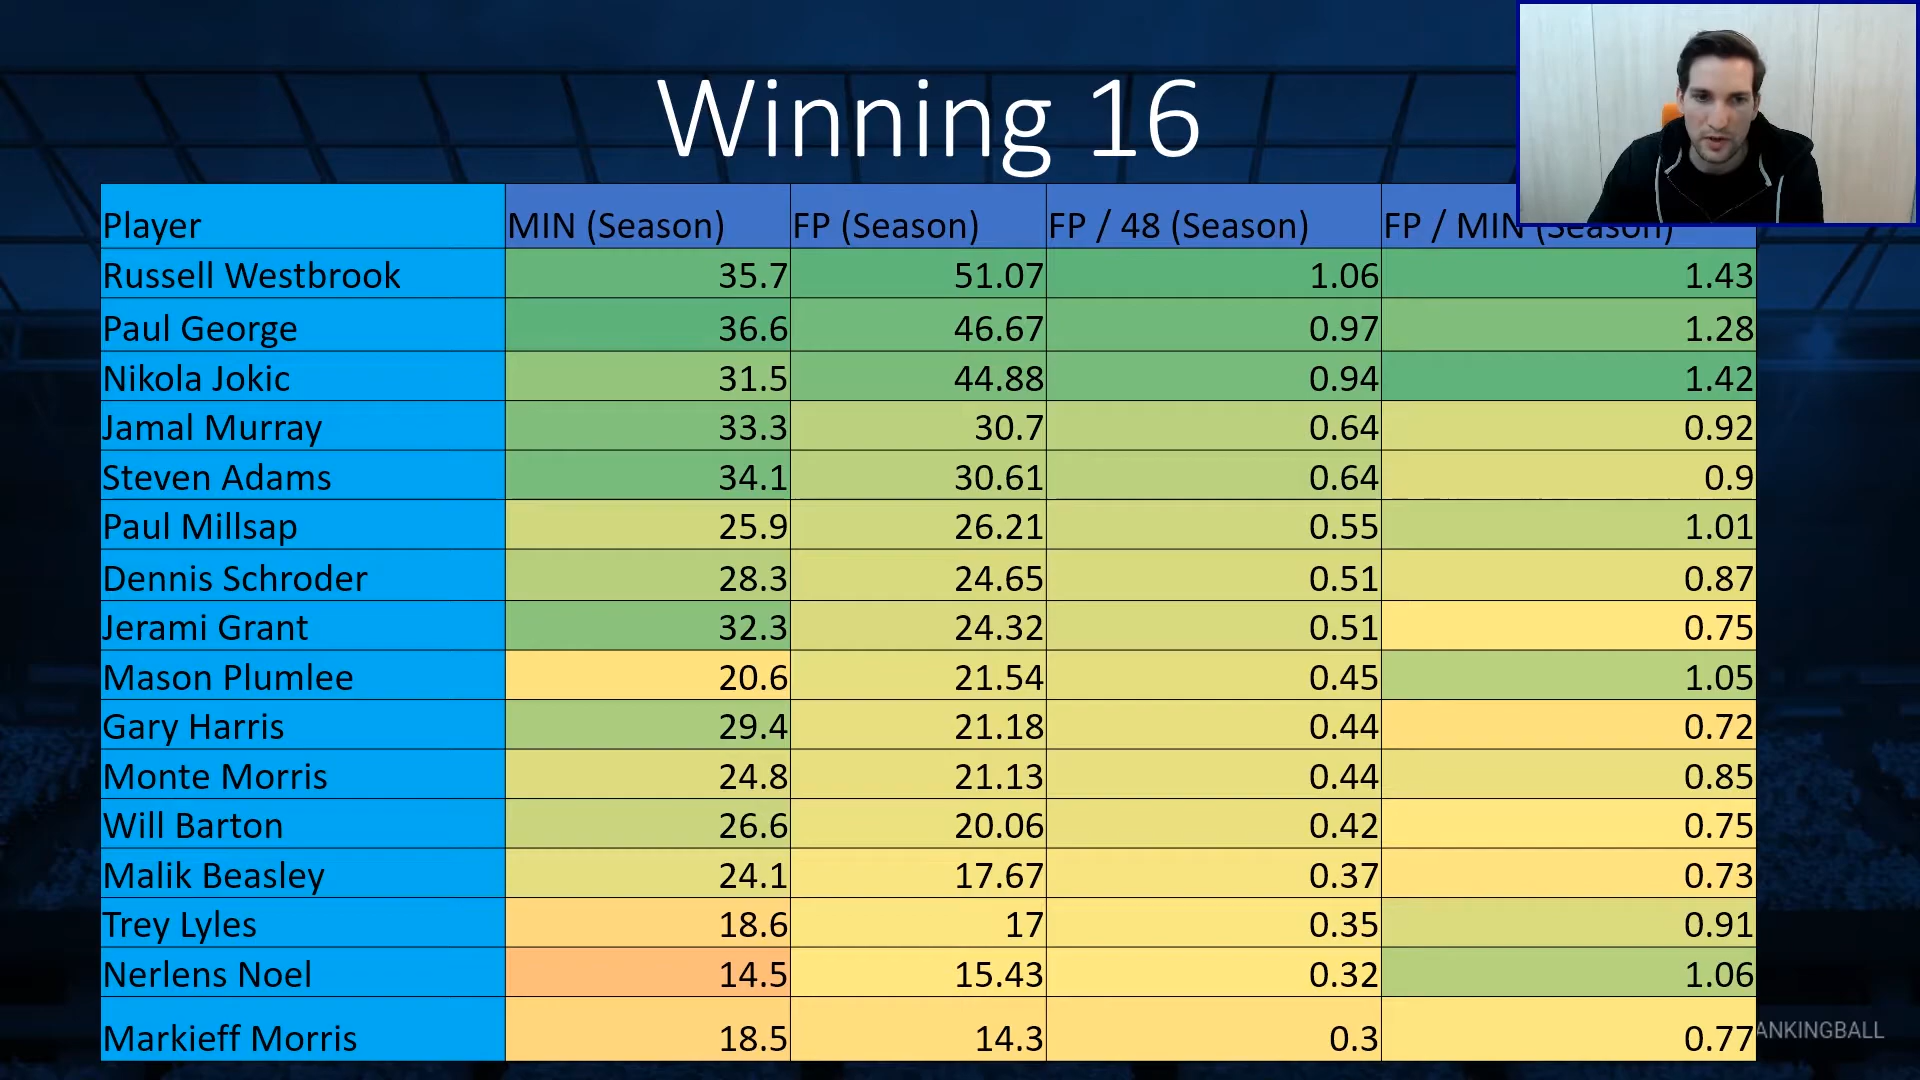 Winning 16
Player MIN (Season) FP (Season) FP / 48 (Season) FP / MIN (Season)
Russell Westbrook 35.7 51.07 1.06 1.43
Paul George 36.6 46.67 0.97 1.28
Nikola Jokic 31.5 44.88 0.94 1.42
Jamal Murray 33.3 30.7 0.64 0.92
Steven Adams 34.1 30.61 0.64 0.9
Paul Millsap 25.9 26.21 0.55 1.01
Dennis Schroder 28.3 24.65 0.51 0.87
Jerami Grant 32.3 24.32 0.51 0.75
Mason Plumlee 20.6 21.54 0.45 1.05
Gary Harris 29.4 21.18 0.44 0.72
Monte Morris 24.8 21.13 0.44 0.85
Will Barton 26.6 20.06 0.42 0.75
Malik Beasley 24.1 17.67 0.37 0.73
Trey Lyles 18.6 17 0.35 0.91
Nerlens Noel 14.5 15.43 0.32 1.06
Markieff Morris 18.5 14.3 0.3 0.77
ANKINGBALL